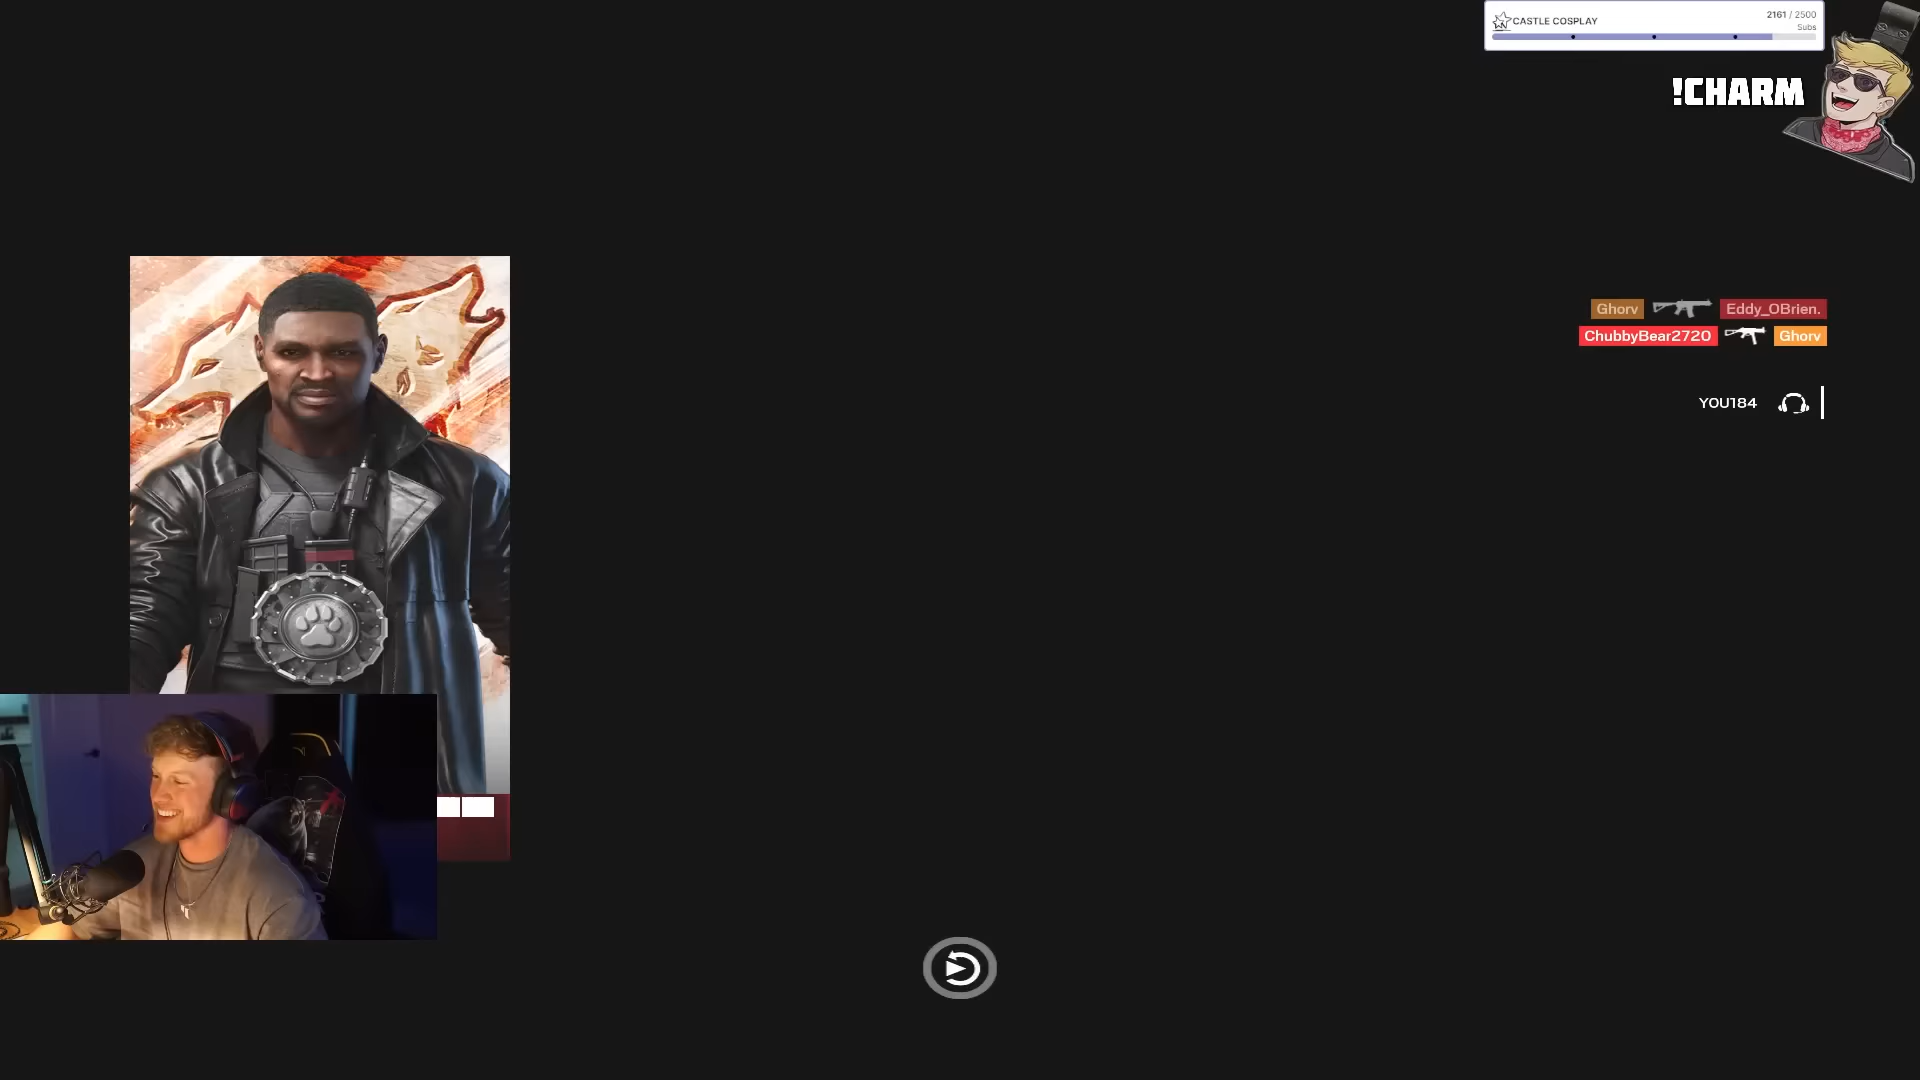 CASTLE COSPLAY
2161 / 2500
Subs
!CHARM
Ghorv Eddy_OBrien.
ChubbyBear2720 Ghorv
YOU184